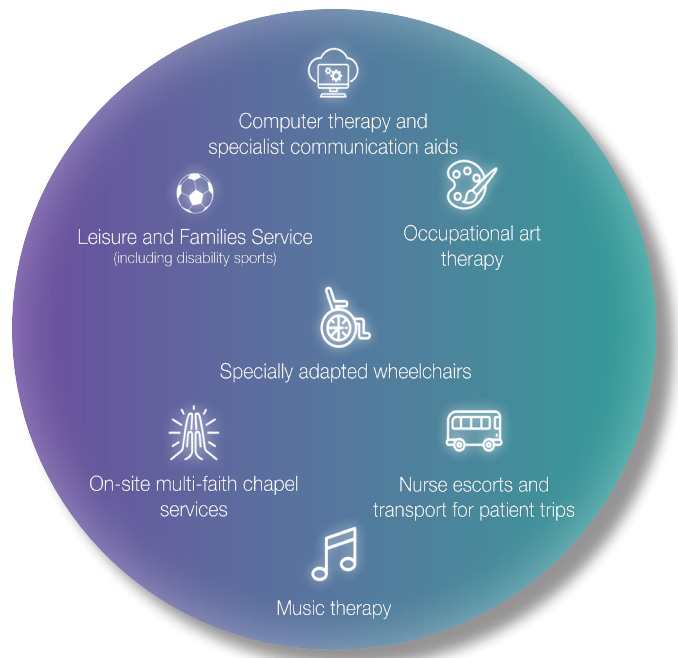 Computer therapy and
specialist communication aids
Leisure and Families Service
(including disability sports)
Occupational art
therapy
Specially adapted wheelchairs
On-site multi-faith chapel
services
Nurse escorts and
transport for patient trips
Music therapy